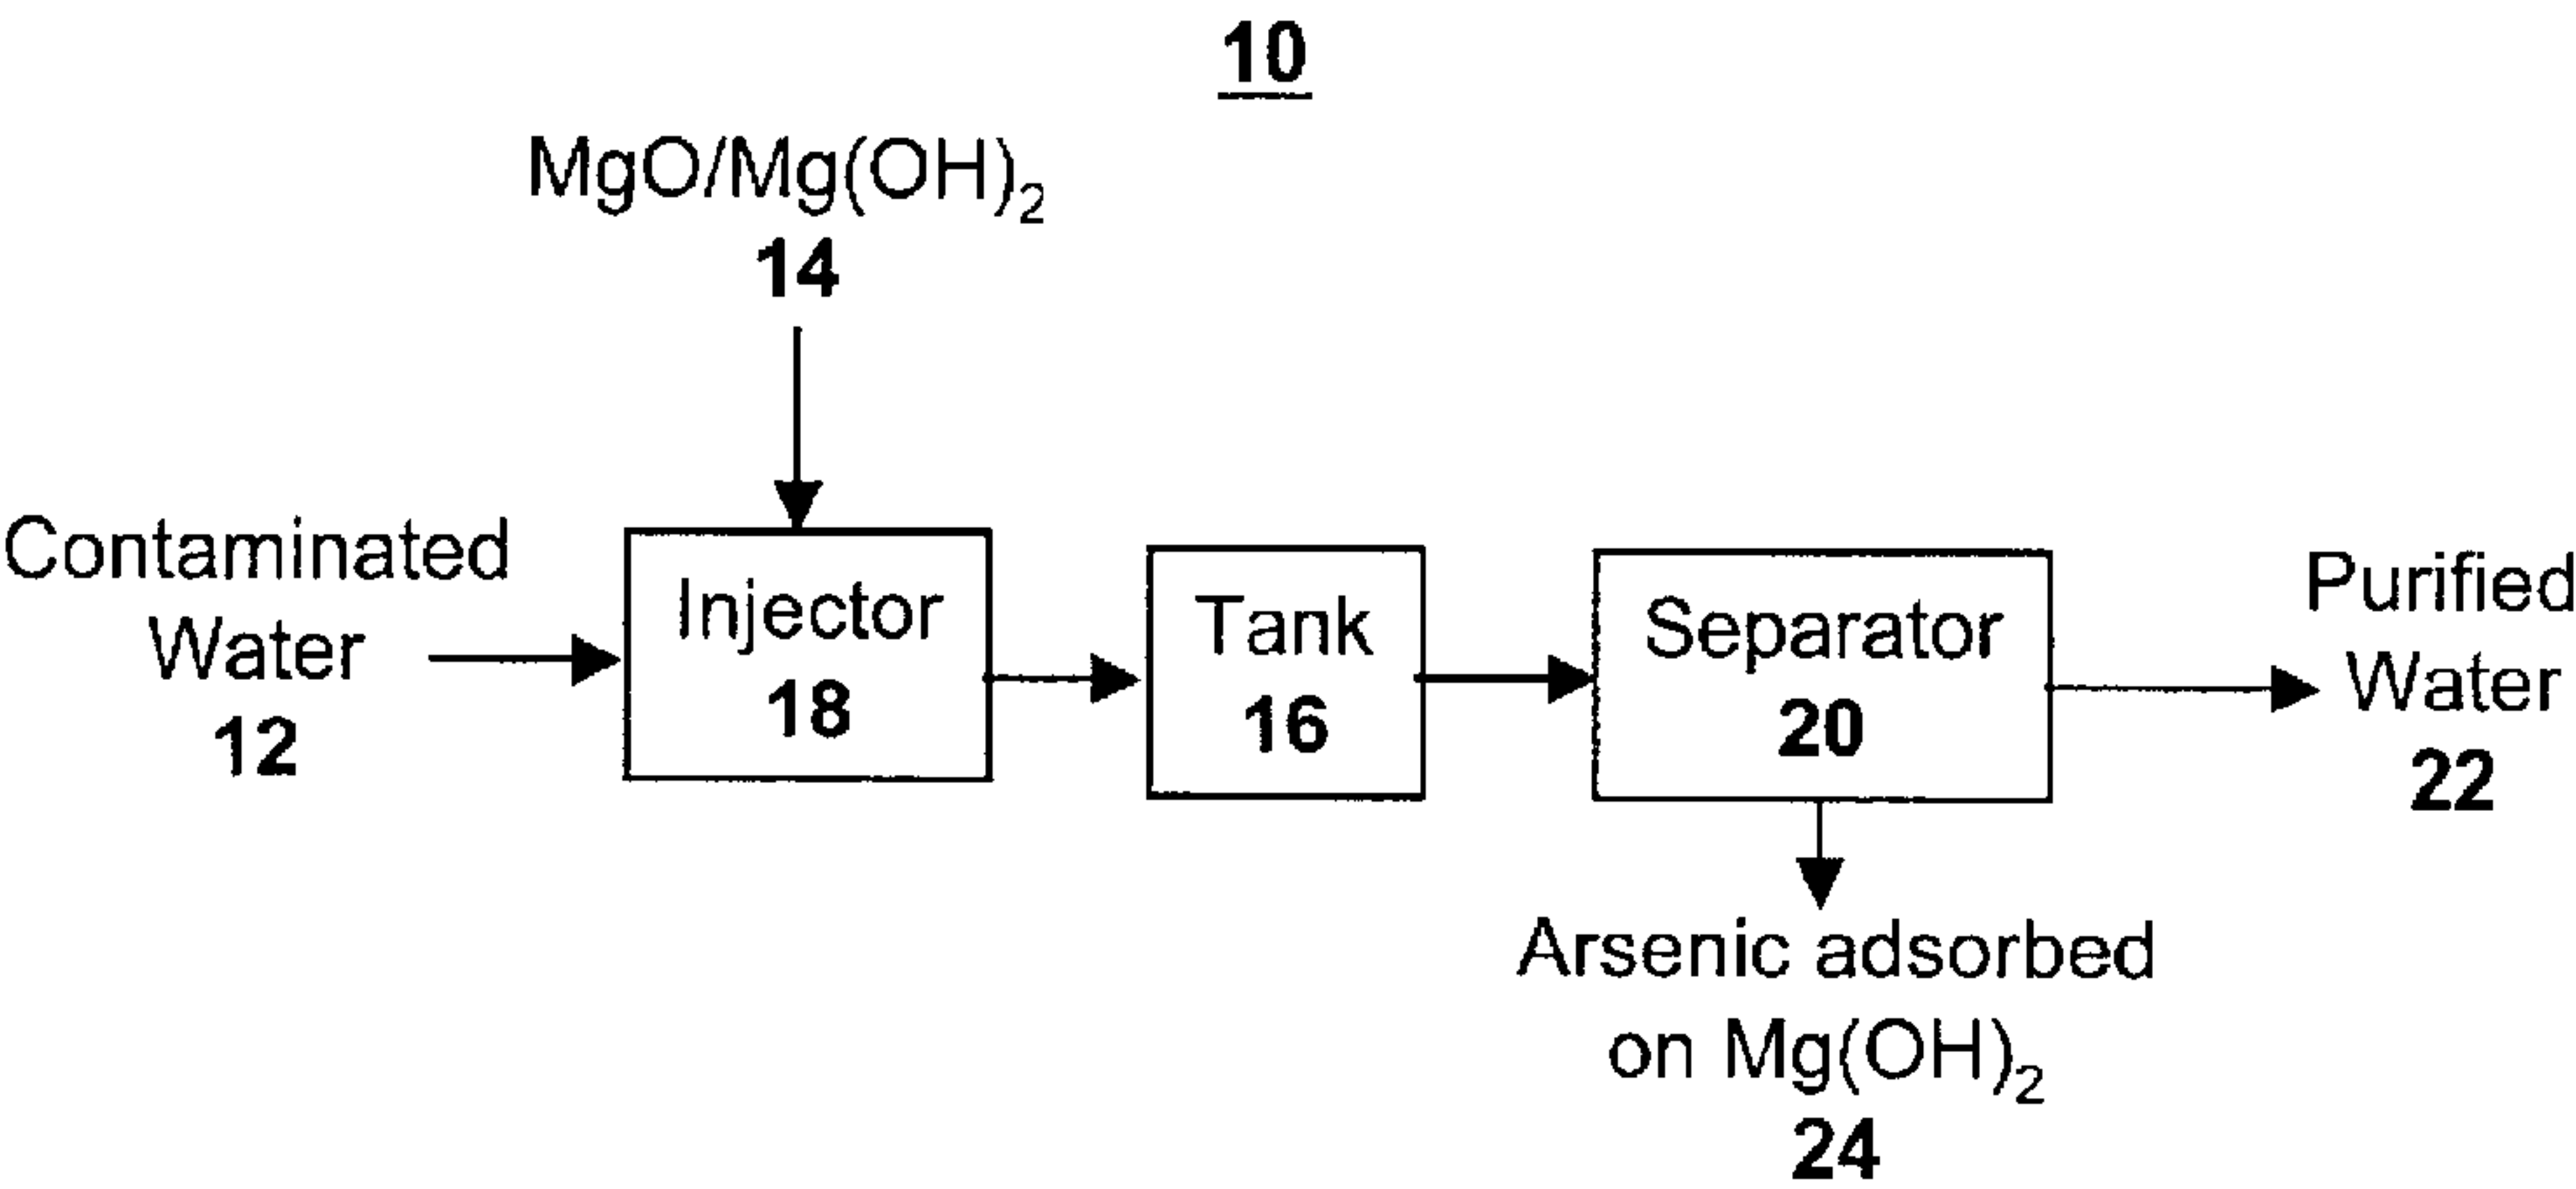 10
MgO/Mg(OH)₂
14
Contaminated
Water
12
Injector
18
Tank
16
Separator
20
Purified
Water
22
Arsenic adsorbed
on Mg(OH)₂
24